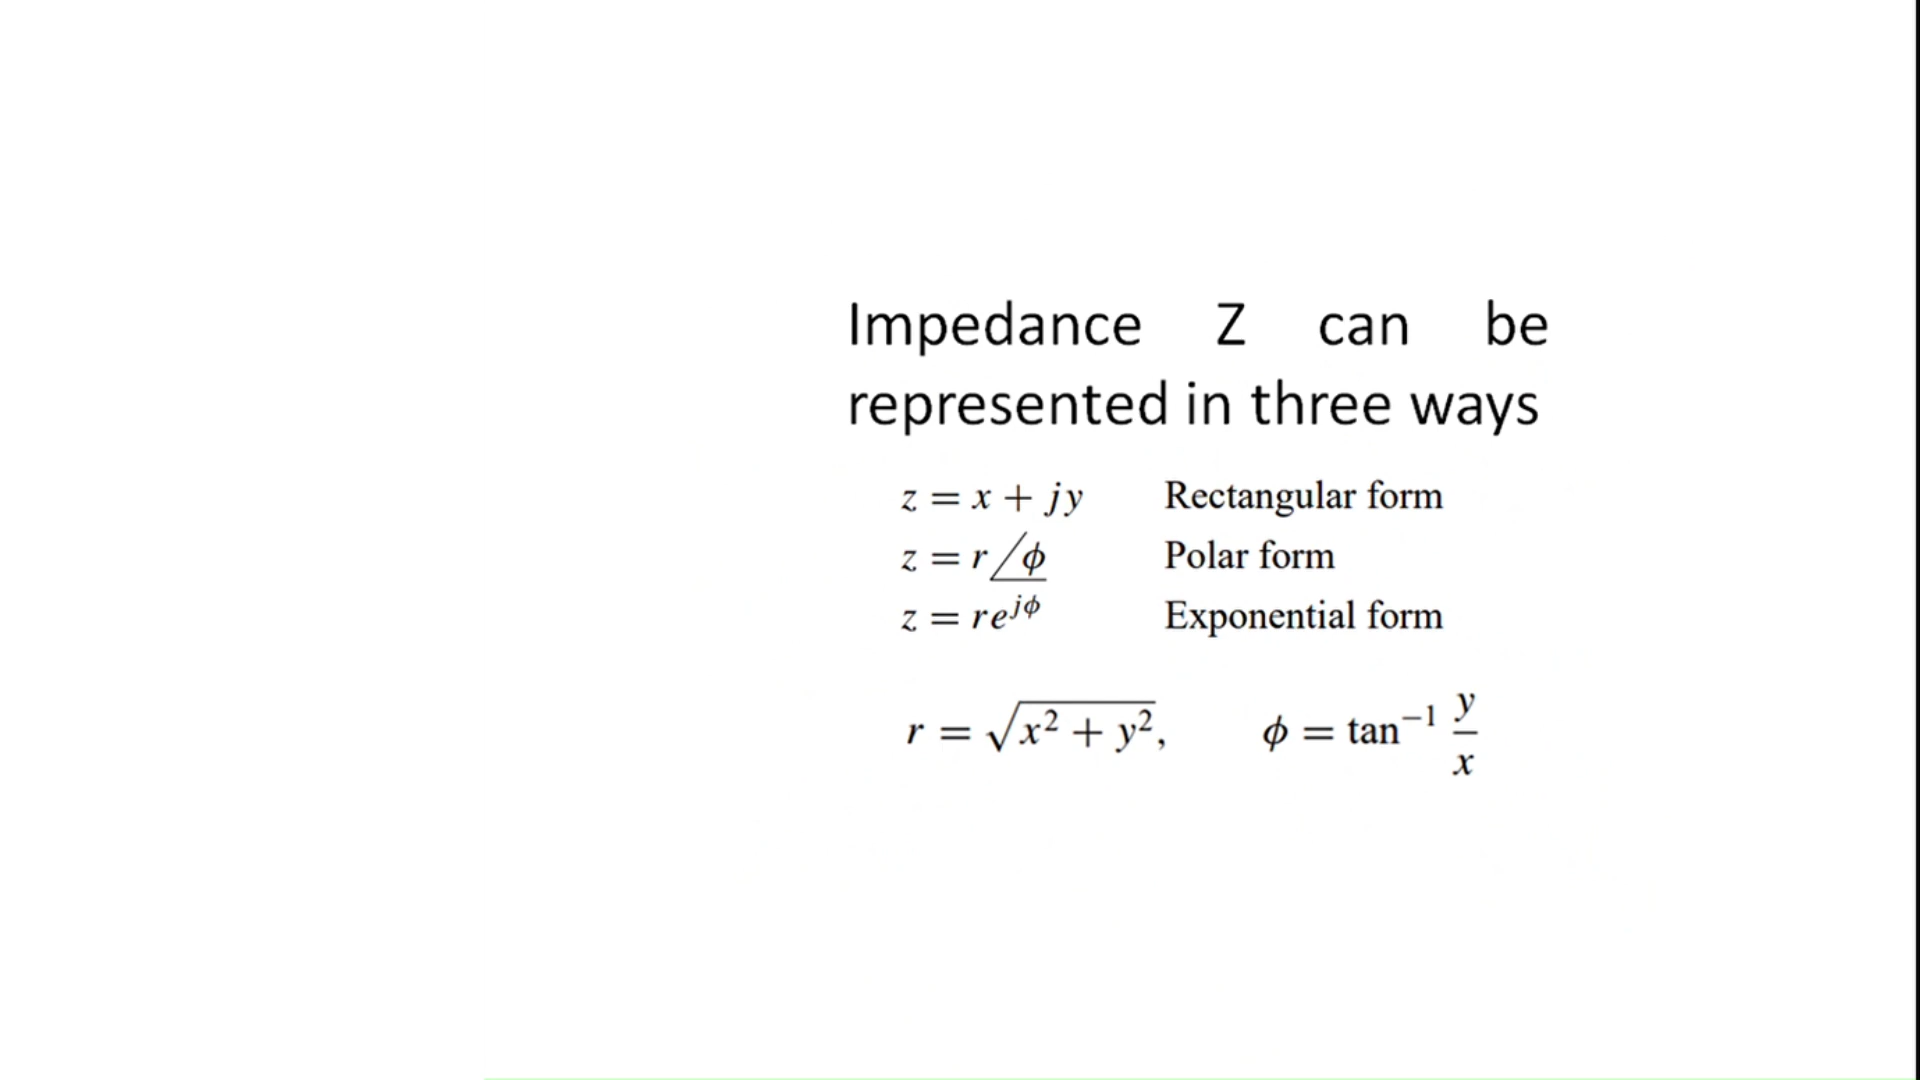 Impedance Z can be
represented in three ways
z = x + jy Rectangular form
z = r∠ϕ Polar form
z = re^{jϕ} Exponential form
r = √(x² + y²), ϕ = tan⁻¹ y/x